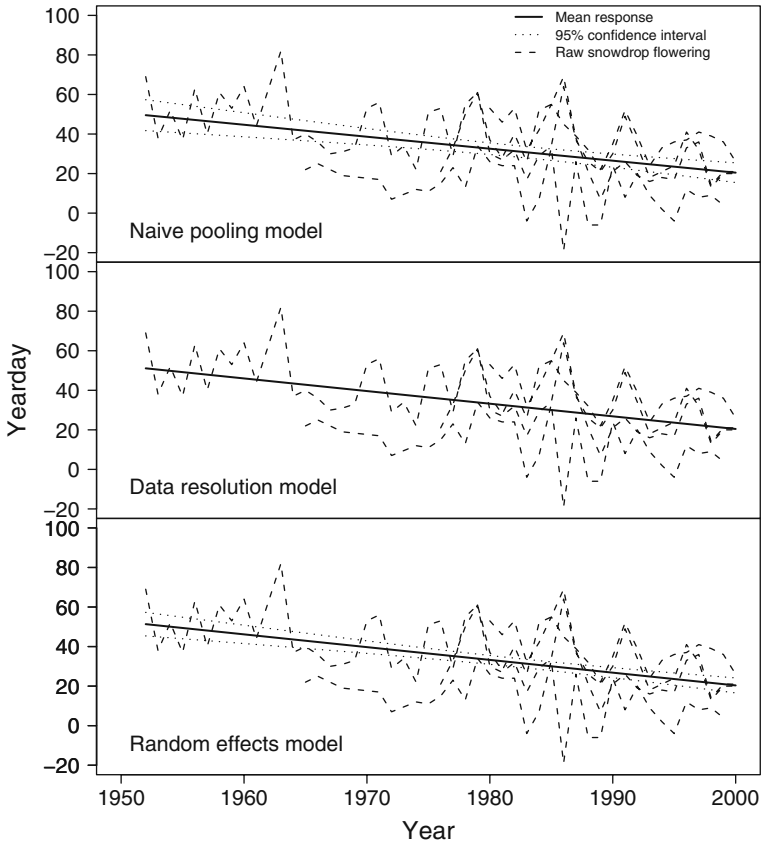 Mean response
95% confidence interval
Raw snowdrop flowering
100
80
60
40
20
0
−20
Naive pooling model
100
80
60
40
20
0
−20
Data resolution model
100
80
60
40
20
0
−20
Random effects model
Yearday
1950 1960 1970 1980 1990 2000
Year